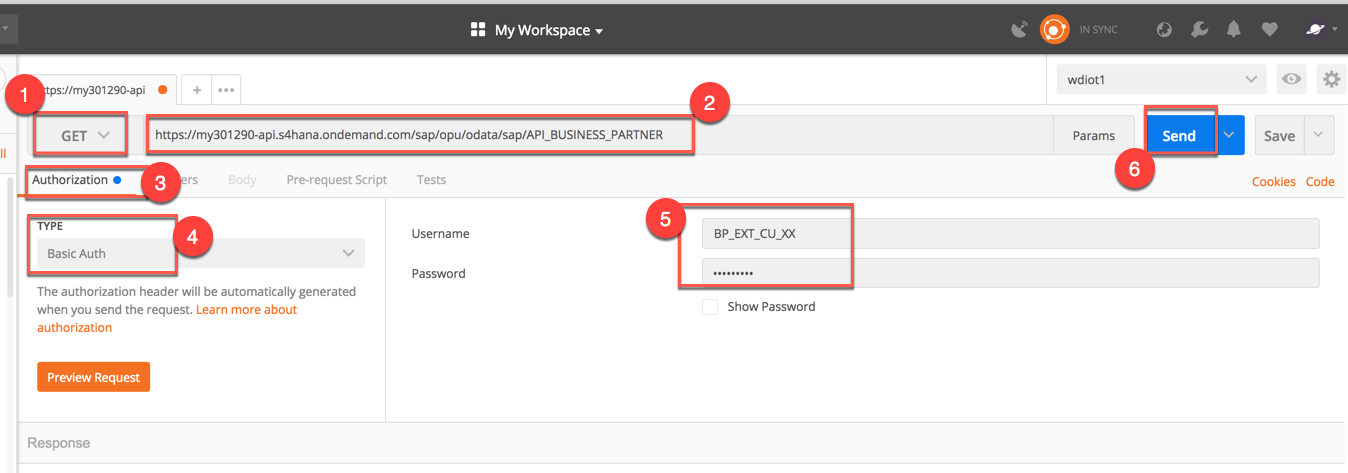 My Workspace
IN SYNC
1
ttps://my301290-api
+
wdiot1
2
GET
https://my301290-api.s4hana.ondemand.com/sap/opu/odata/sap/API_BUSINESS_PARTNER
Params
Send
Save
6
ll
Authorization
3
ers
Body
Pre-request Script
Tests
Cookies
Code
TYPE
4
Basic Auth
5
Username
BP_EXT_CU_XX
Password
•••••••••
Show Password
The authorization header will be automatically generated
when you send the request. Learn more about
authorization
Preview Request
Response